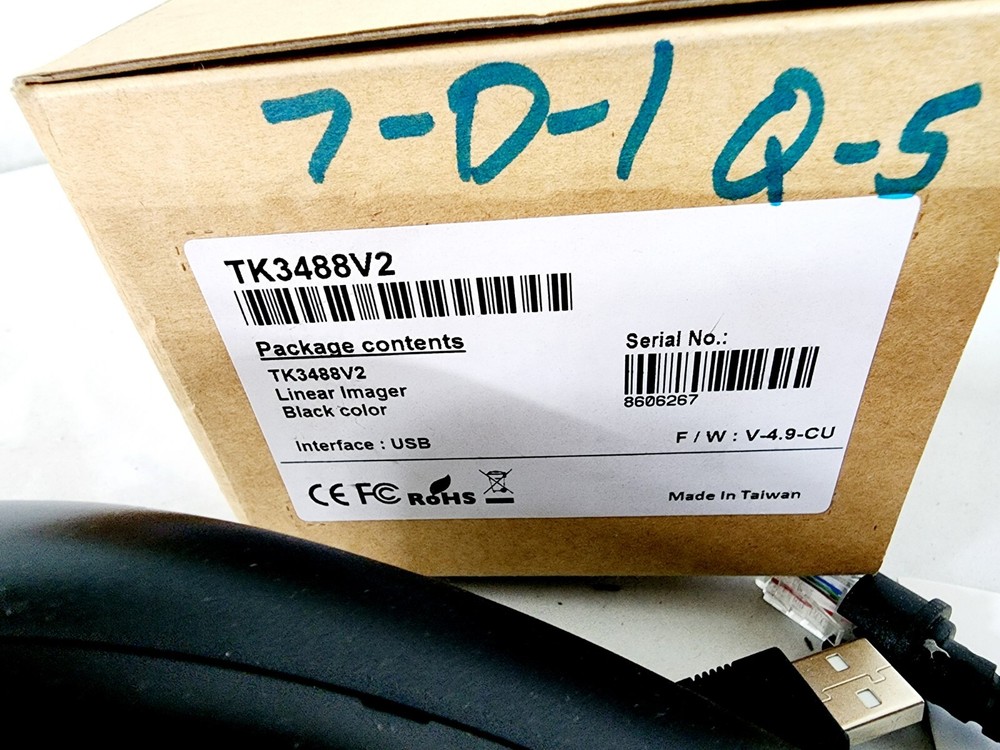 7-D-1 Q-5
TK3488V2
Package contents
TK3488V2
Linear Imager
Black color
Interface : USB
Serial No.:
8606267
F / W : V-4.9-CU
CE FC RoHS
Made In Taiwan